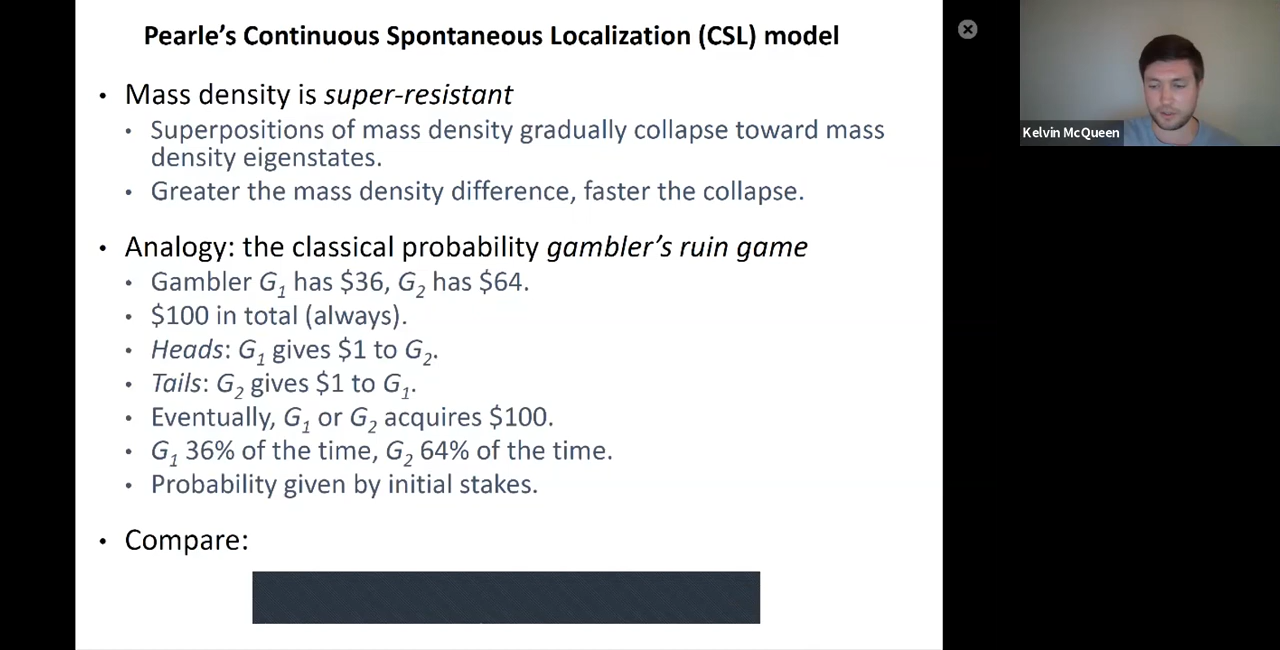 Pearle's Continuous Spontaneous Localization (CSL) model
• Mass density is super-resistant
• Superpositions of mass density gradually collapse toward mass
density eigenstates.
• Greater the mass density difference, faster the collapse.
• Analogy: the classical probability gambler's ruin game
• Gambler G₁ has $36, G₂ has $64.
• $100 in total (always).
• Heads: G₁ gives $1 to G₂.
• Tails: G₂ gives $1 to G₁.
• Eventually, G₁ or G₂ acquires $100.
• G₁ 36% of the time, G₂ 64% of the time.
• Probability given by initial stakes.
• Compare:
Kelvin McQueen